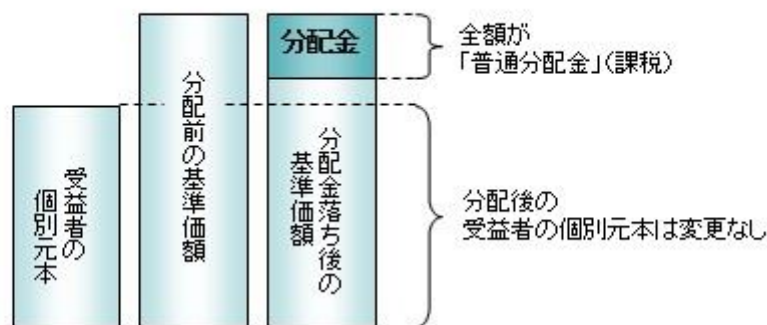 受益者の
個別元本
分配前の基準価額
分配金
分配金落ち後の
基準価額
全額が
「普通分配金」(課税)
分配後の
受益者の個別元本は変更なし